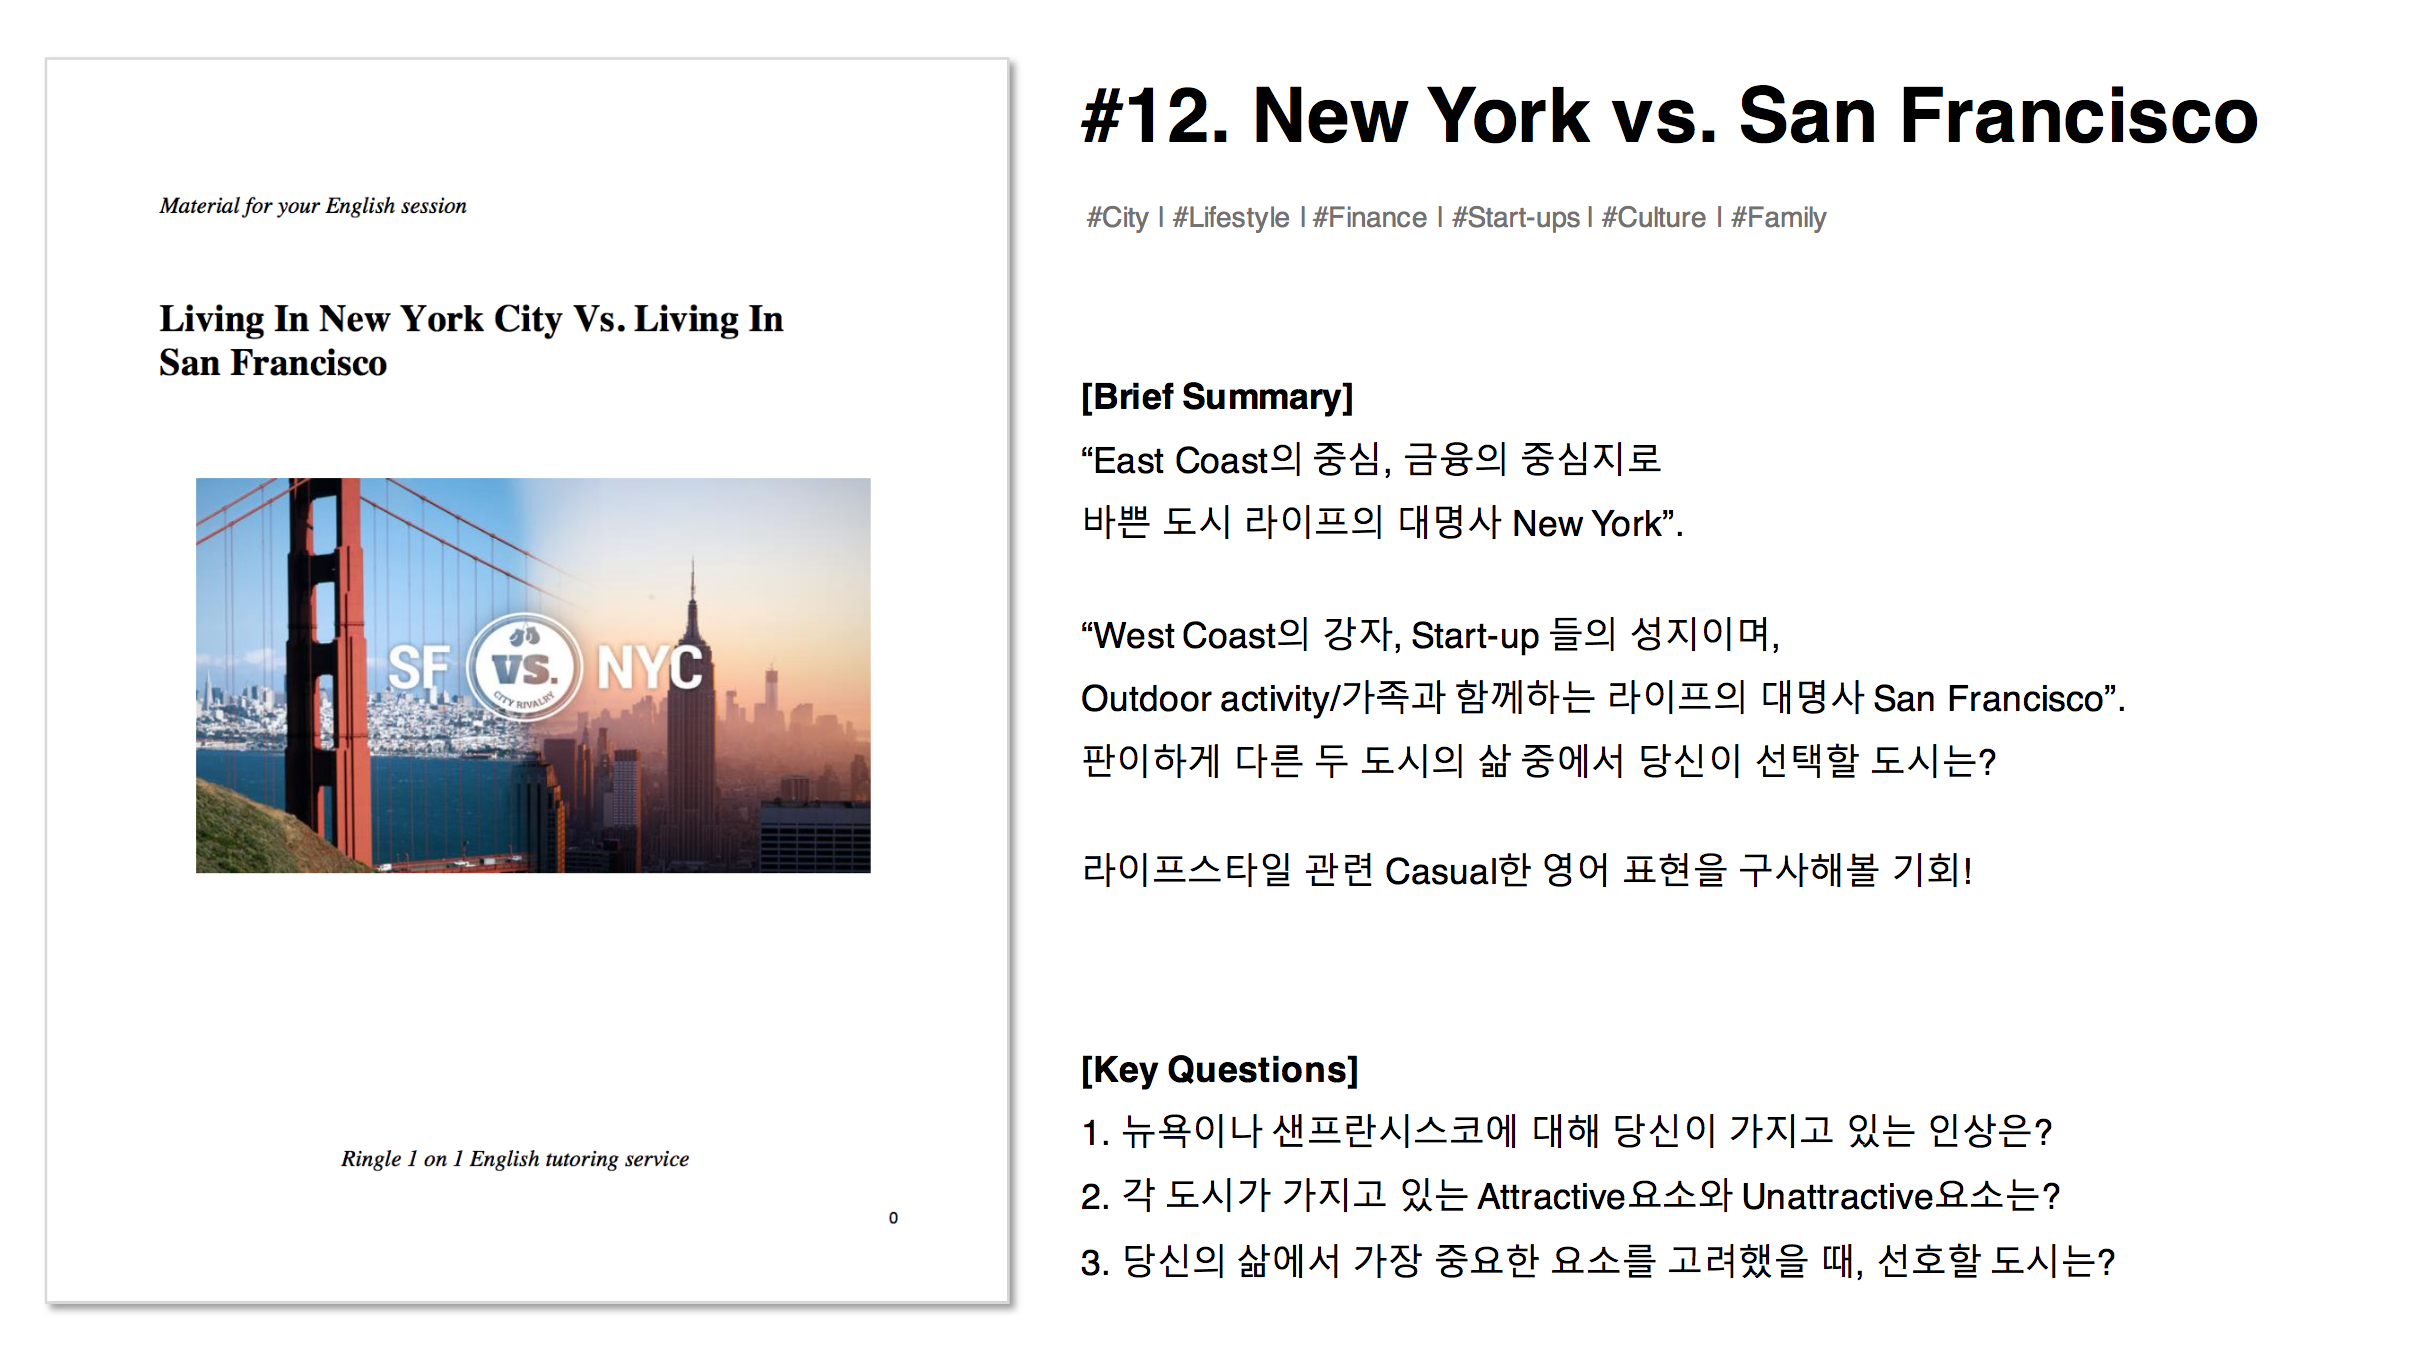 Material for your English session
Living In New York City Vs. Living In
San Francisco
SF VS. NYC
CITY RIVALRY
Ringle 1 on 1 English tutoring service
0
#12. New York vs. San Francisco
#City | #Lifestyle | #Finance | #Start-ups | #Culture | #Family
[Brief Summary]
“East Coast의 중심, 금융의 중심지로
바쁜 도시 라이프의 대명사 New York”.
“West Coast의 강자, Start-up 들의 성지이며,
Outdoor activity/가족과 함께하는 라이프의 대명사 San Francisco”.
판이하게 다른 두 도시의 삶 중에서 당신이 선택할 도시는?
라이프스타일 관련 Casual한 영어 표현을 구사해볼 기회!
[Key Questions]
1. 뉴욕이나 샌프란시스코에 대해 당신이 가지고 있는 인상은?
2. 각 도시가 가지고 있는 Attractive요소와 Unattractive요소는?
3. 당신의 삶에서 가장 중요한 요소를 고려했을 때, 선호할 도시는?